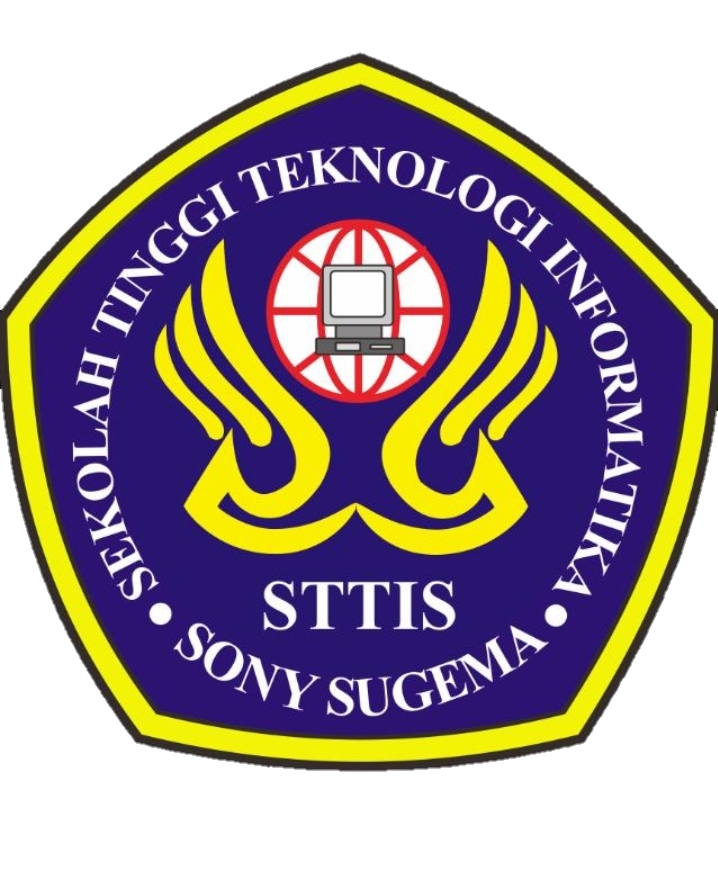 SEKOLAH TINGGI TEKNOLOGI INFORMATIKA
STTIS
• SONY SUGEMA •